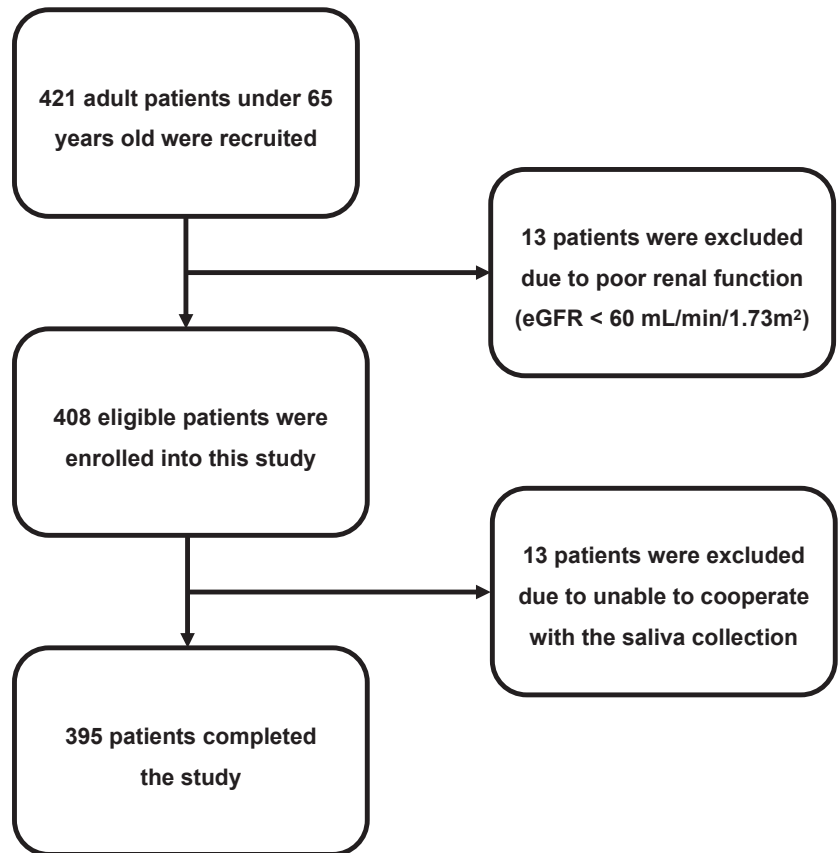 421 adult patients under 65
years old were recruited
13 patients were excluded
due to poor renal function
(eGFR < 60 mL/min/1.73m²)
408 eligible patients were
enrolled into this study
13 patients were excluded
due to unable to cooperate
with the saliva collection
395 patients completed
the study